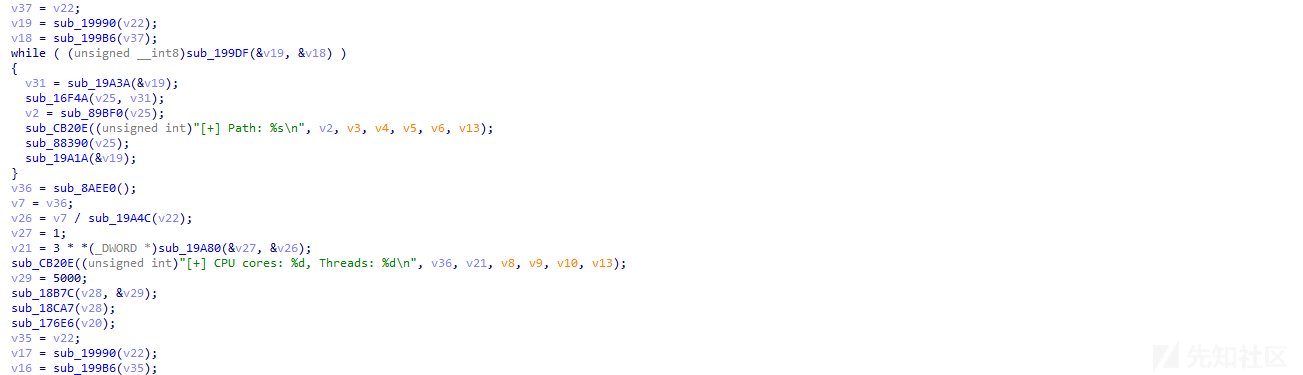 v37 = v22;
v19 = sub_19990(v22);
v18 = sub_199B6(v37);
while ( (unsigned __int8)sub_199DF(&v19, &v18) )
{
v31 = sub_19A3A(&v19);
sub_16F4A(v25, v31);
v2 = sub_89BF0(v25);
sub_CB20E((unsigned int)"[+] Path: %s\n", v2, v3, v4, v5, v6, v13);
sub_88390(v25);
sub_19A1A(&v19);
}
v36 = sub_8AEE0();
v7 = v36;
v26 = v7 / sub_19A4C(v22);
v27 = 1;
v21 = 3 * *(_DWORD *)sub_19A80(&v27, &v26);
sub_CB20E((unsigned int)"[+] CPU cores: %d, Threads: %d\n", v36, v21, v8, v9, v10, v13);
v29 = 5000;
sub_18B7C(v28, &v29);
sub_18CA7(v28);
sub_176E6(v20);
v35 = v22;
v17 = sub_19990(v22);
v16 = sub_199B6(v35);
先知社区